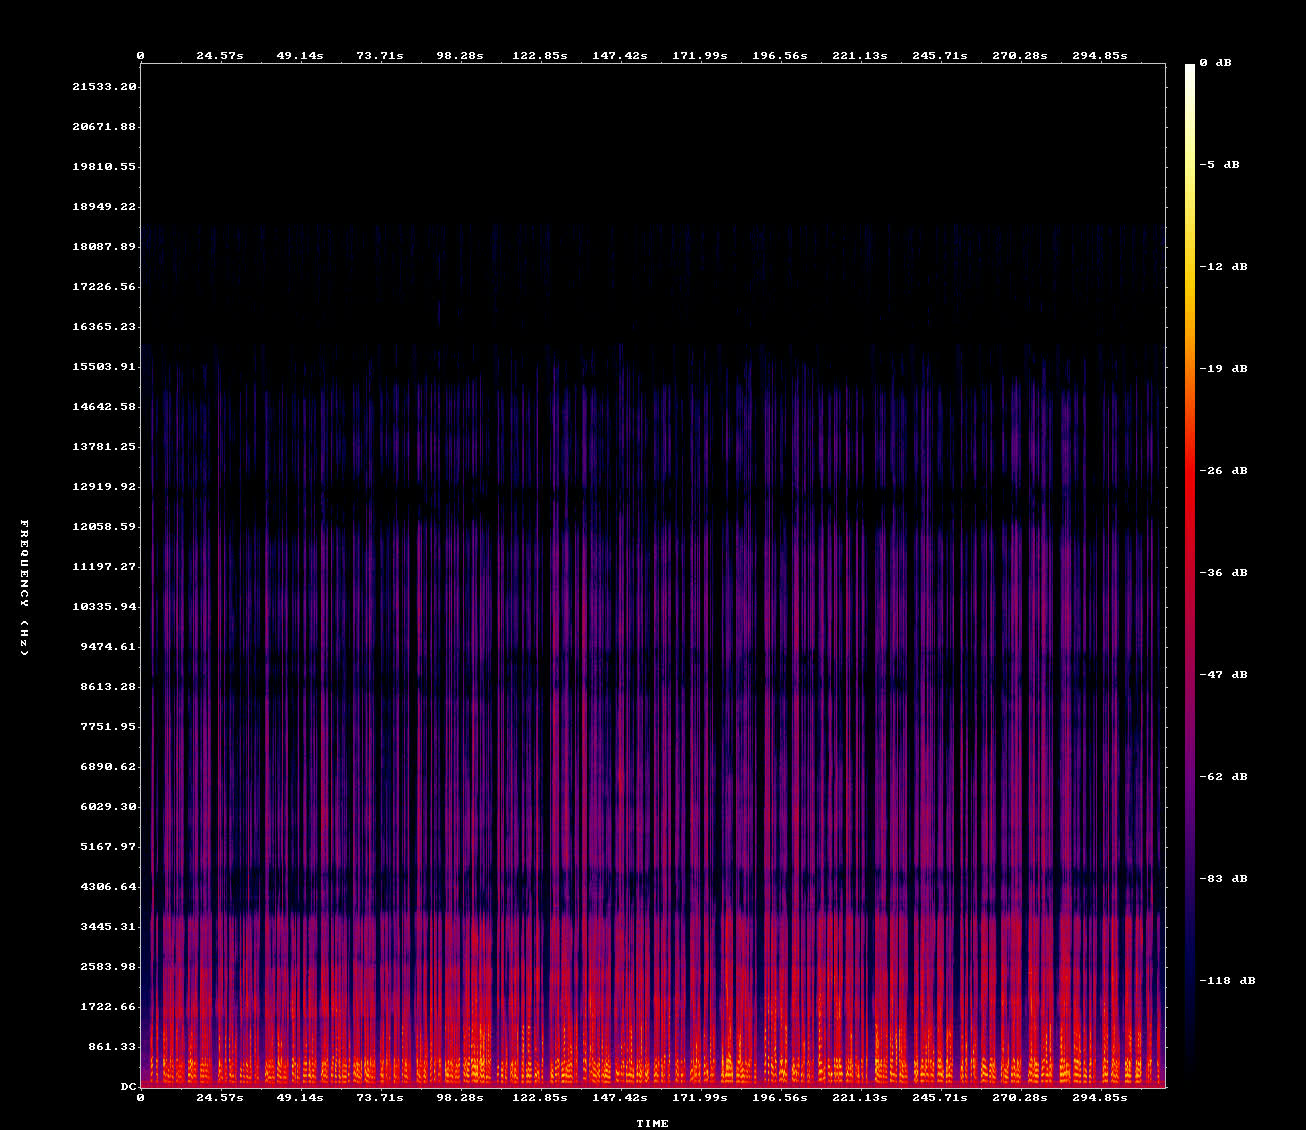 0 24.57s 49.14s 73.71s 98.28s 122.85s 147.42s 171.99s 196.56s 221.13s 245.71s 270.28s 294.85s
0 dB
21533.20
20671.88
-5 dB
19810.55
18949.22
18087.89
-12 dB
17226.56
16365.23
15503.91
-19 dB
14642.58
13781.25
-26 dB
12919.92
12058.59
11197.27
-36 dB
10335.94
9474.61
-47 dB
8613.28
7751.95
6890.62
-62 dB
6029.30
5167.97
4306.64
-83 dB
3445.31
2583.98
-118 dB
1722.66
861.33
DC
FREQUENCY (Hz)
0 24.57s 49.14s 73.71s 98.28s 122.85s 147.42s 171.99s 196.56s 221.13s 245.71s 270.28s 294.85s
TIME